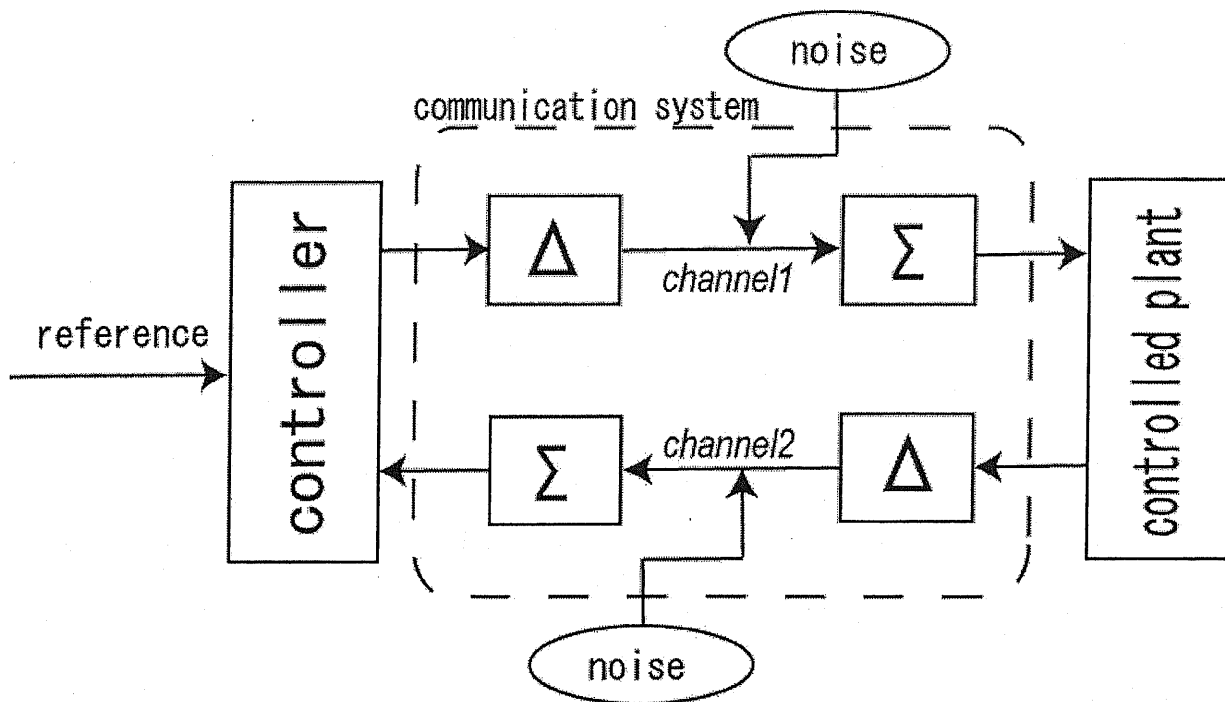 noise
communication system
controller
Δ
channel1
Σ
controlled plant
reference
Σ
channel2
Δ
noise